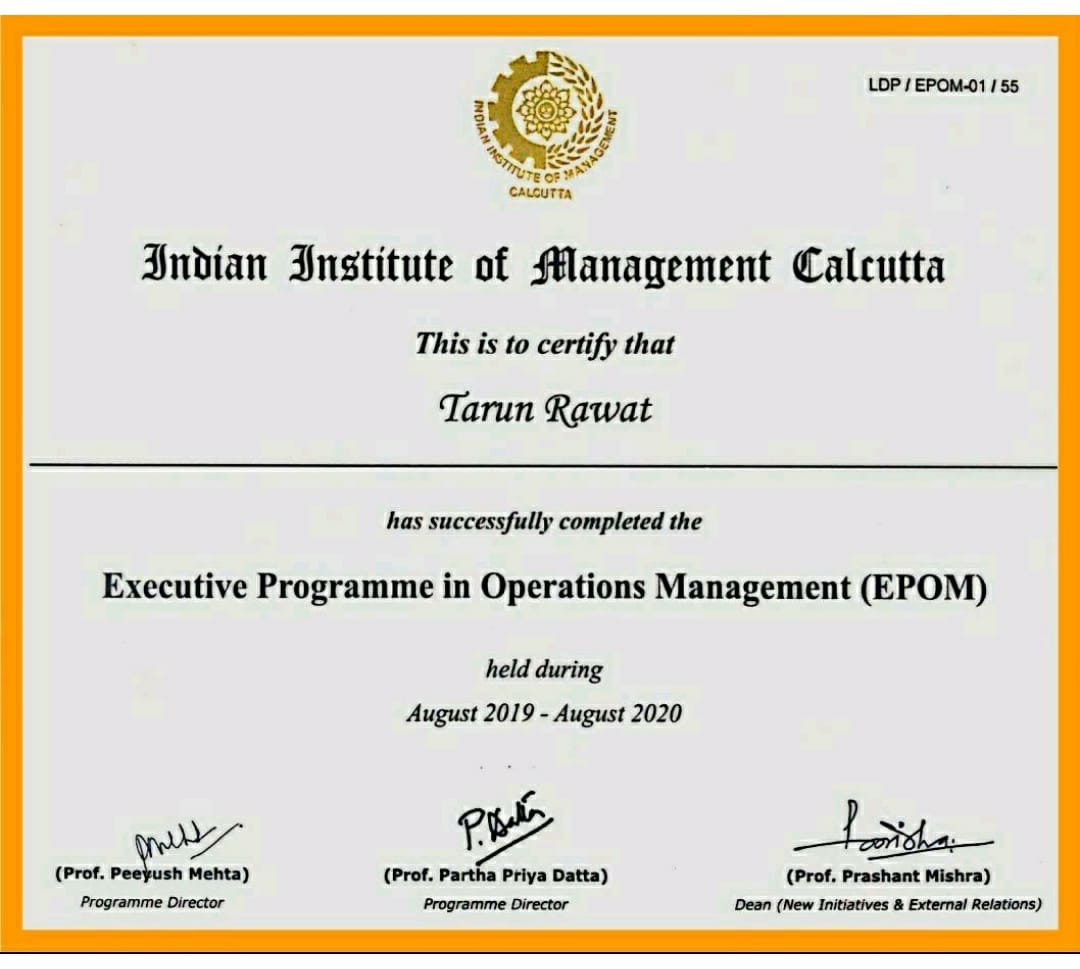 LDP / EPOM-01 / 55
INDIAN INSTITUTE OF MANAGEMENT
CALCUTTA
Indian Institute of Management Calcutta
This is to certify that
Tarun Rawat
has successfully completed the
Executive Programme in Operations Management (EPOM)
held during
August 2019 - August 2020
P. Datta
(Prof. Peeyush Mehta) (Prof. Partha Priya Datta) (Prof. Prashant Mishra)
Programme Director Programme Director Dean (New Initiatives & External Relations)